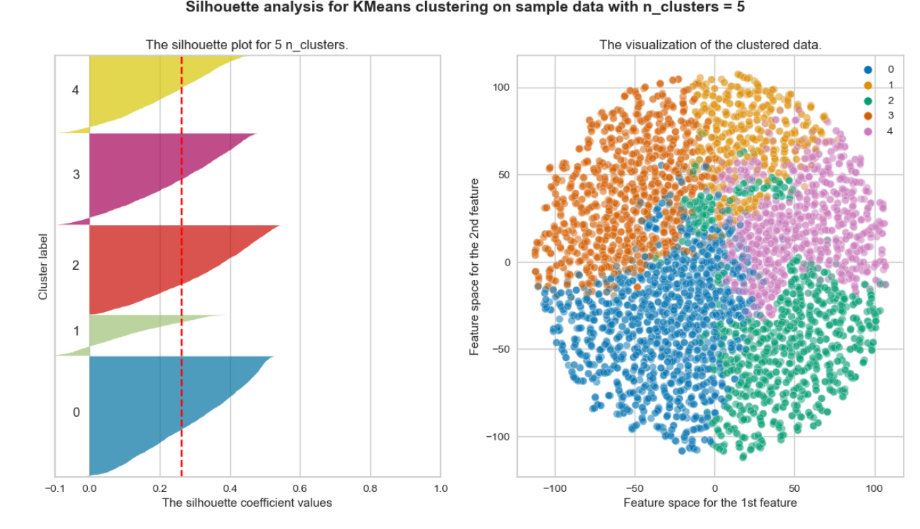 Silhouette analysis for KMeans clustering on sample data with n_clusters = 5
The silhouette plot for 5 n_clusters.
Cluster label
4
3
2
1
0
−0.1 0.0 0.2 0.4 0.6 0.8 1.0
The silhouette coefficient values
The visualization of the clustered data.
Feature space for the 2nd feature
100
50
0
−50
−100
0
1
2
3
4
−100 −50 0 50 100
Feature space for the 1st feature